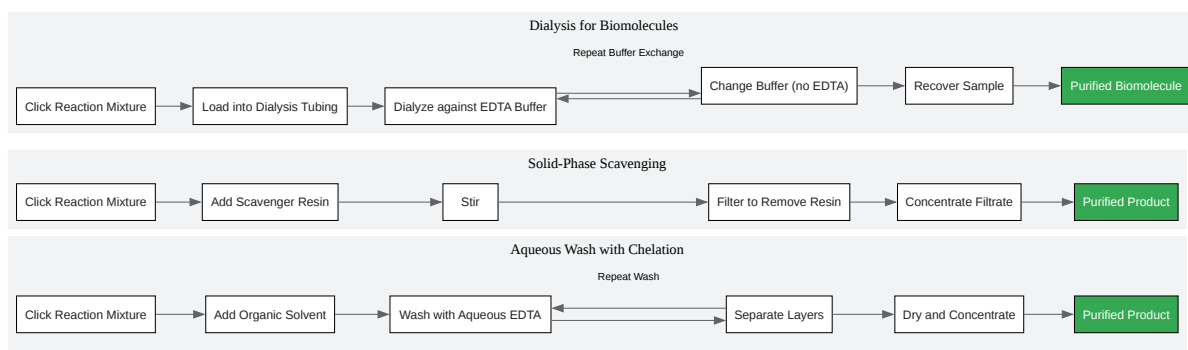 Dialysis for Biomolecules
Repeat Buffer Exchange
Click Reaction Mixture
Load into Dialysis Tubing
Dialyze against EDTA Buffer
Change Buffer (no EDTA)
Recover Sample
Purified Biomolecule
Solid-Phase Scavenging
Click Reaction Mixture
Add Scavenger Resin
Stir
Filter to Remove Resin
Concentrate Filtrate
Purified Product
Aqueous Wash with Chelation
Repeat Wash
Click Reaction Mixture
Add Organic Solvent
Wash with Aqueous EDTA
Separate Layers
Dry and Concentrate
Purified Product